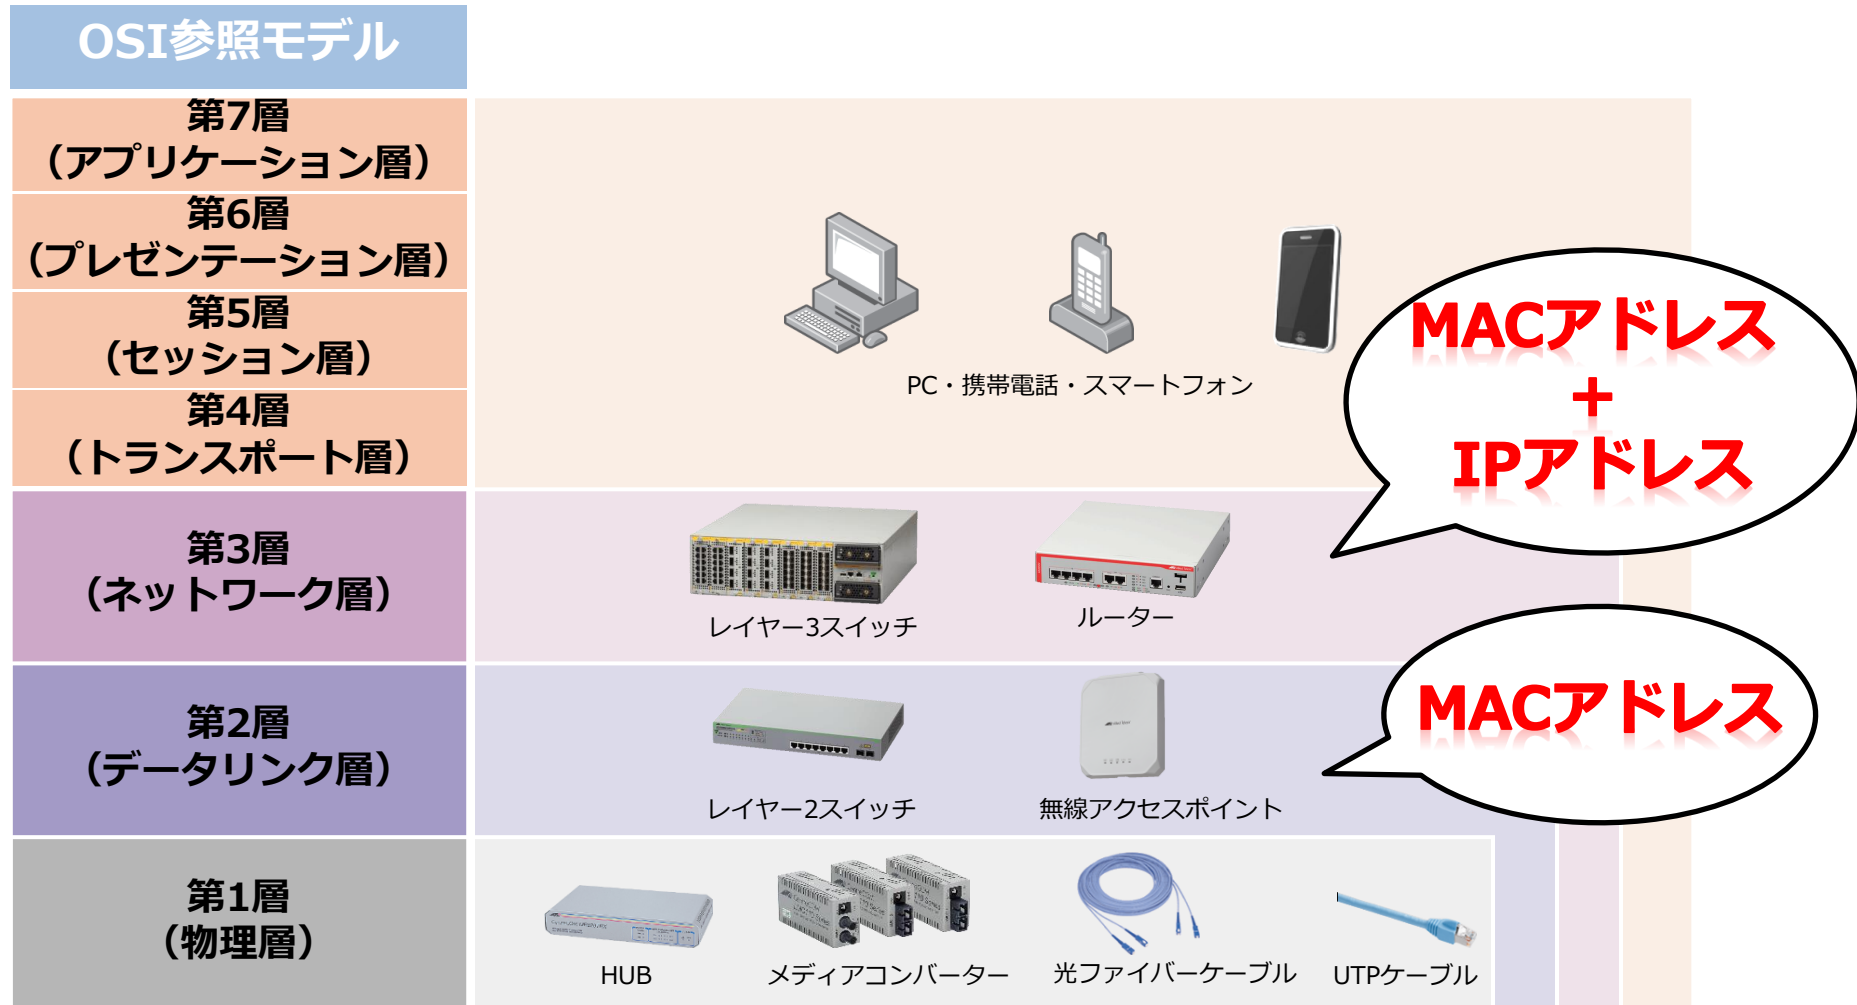 OSI参照モデル
第7層
（アプリケーション層）
第6層
（プレゼンテーション層）
第5層
（セッション層）
第4層
（トランスポート層）
PC・携帯電話・スマートフォン
MACアドレス
+
IPアドレス
第3層
（ネットワーク層）
レイヤー3スイッチ
ルーター
第2層
（データリンク層）
レイヤー2スイッチ
無線アクセスポイント
MACアドレス
第1層
（物理層）
HUB
メディアコンバーター
光ファイバーケーブル
UTPケーブル